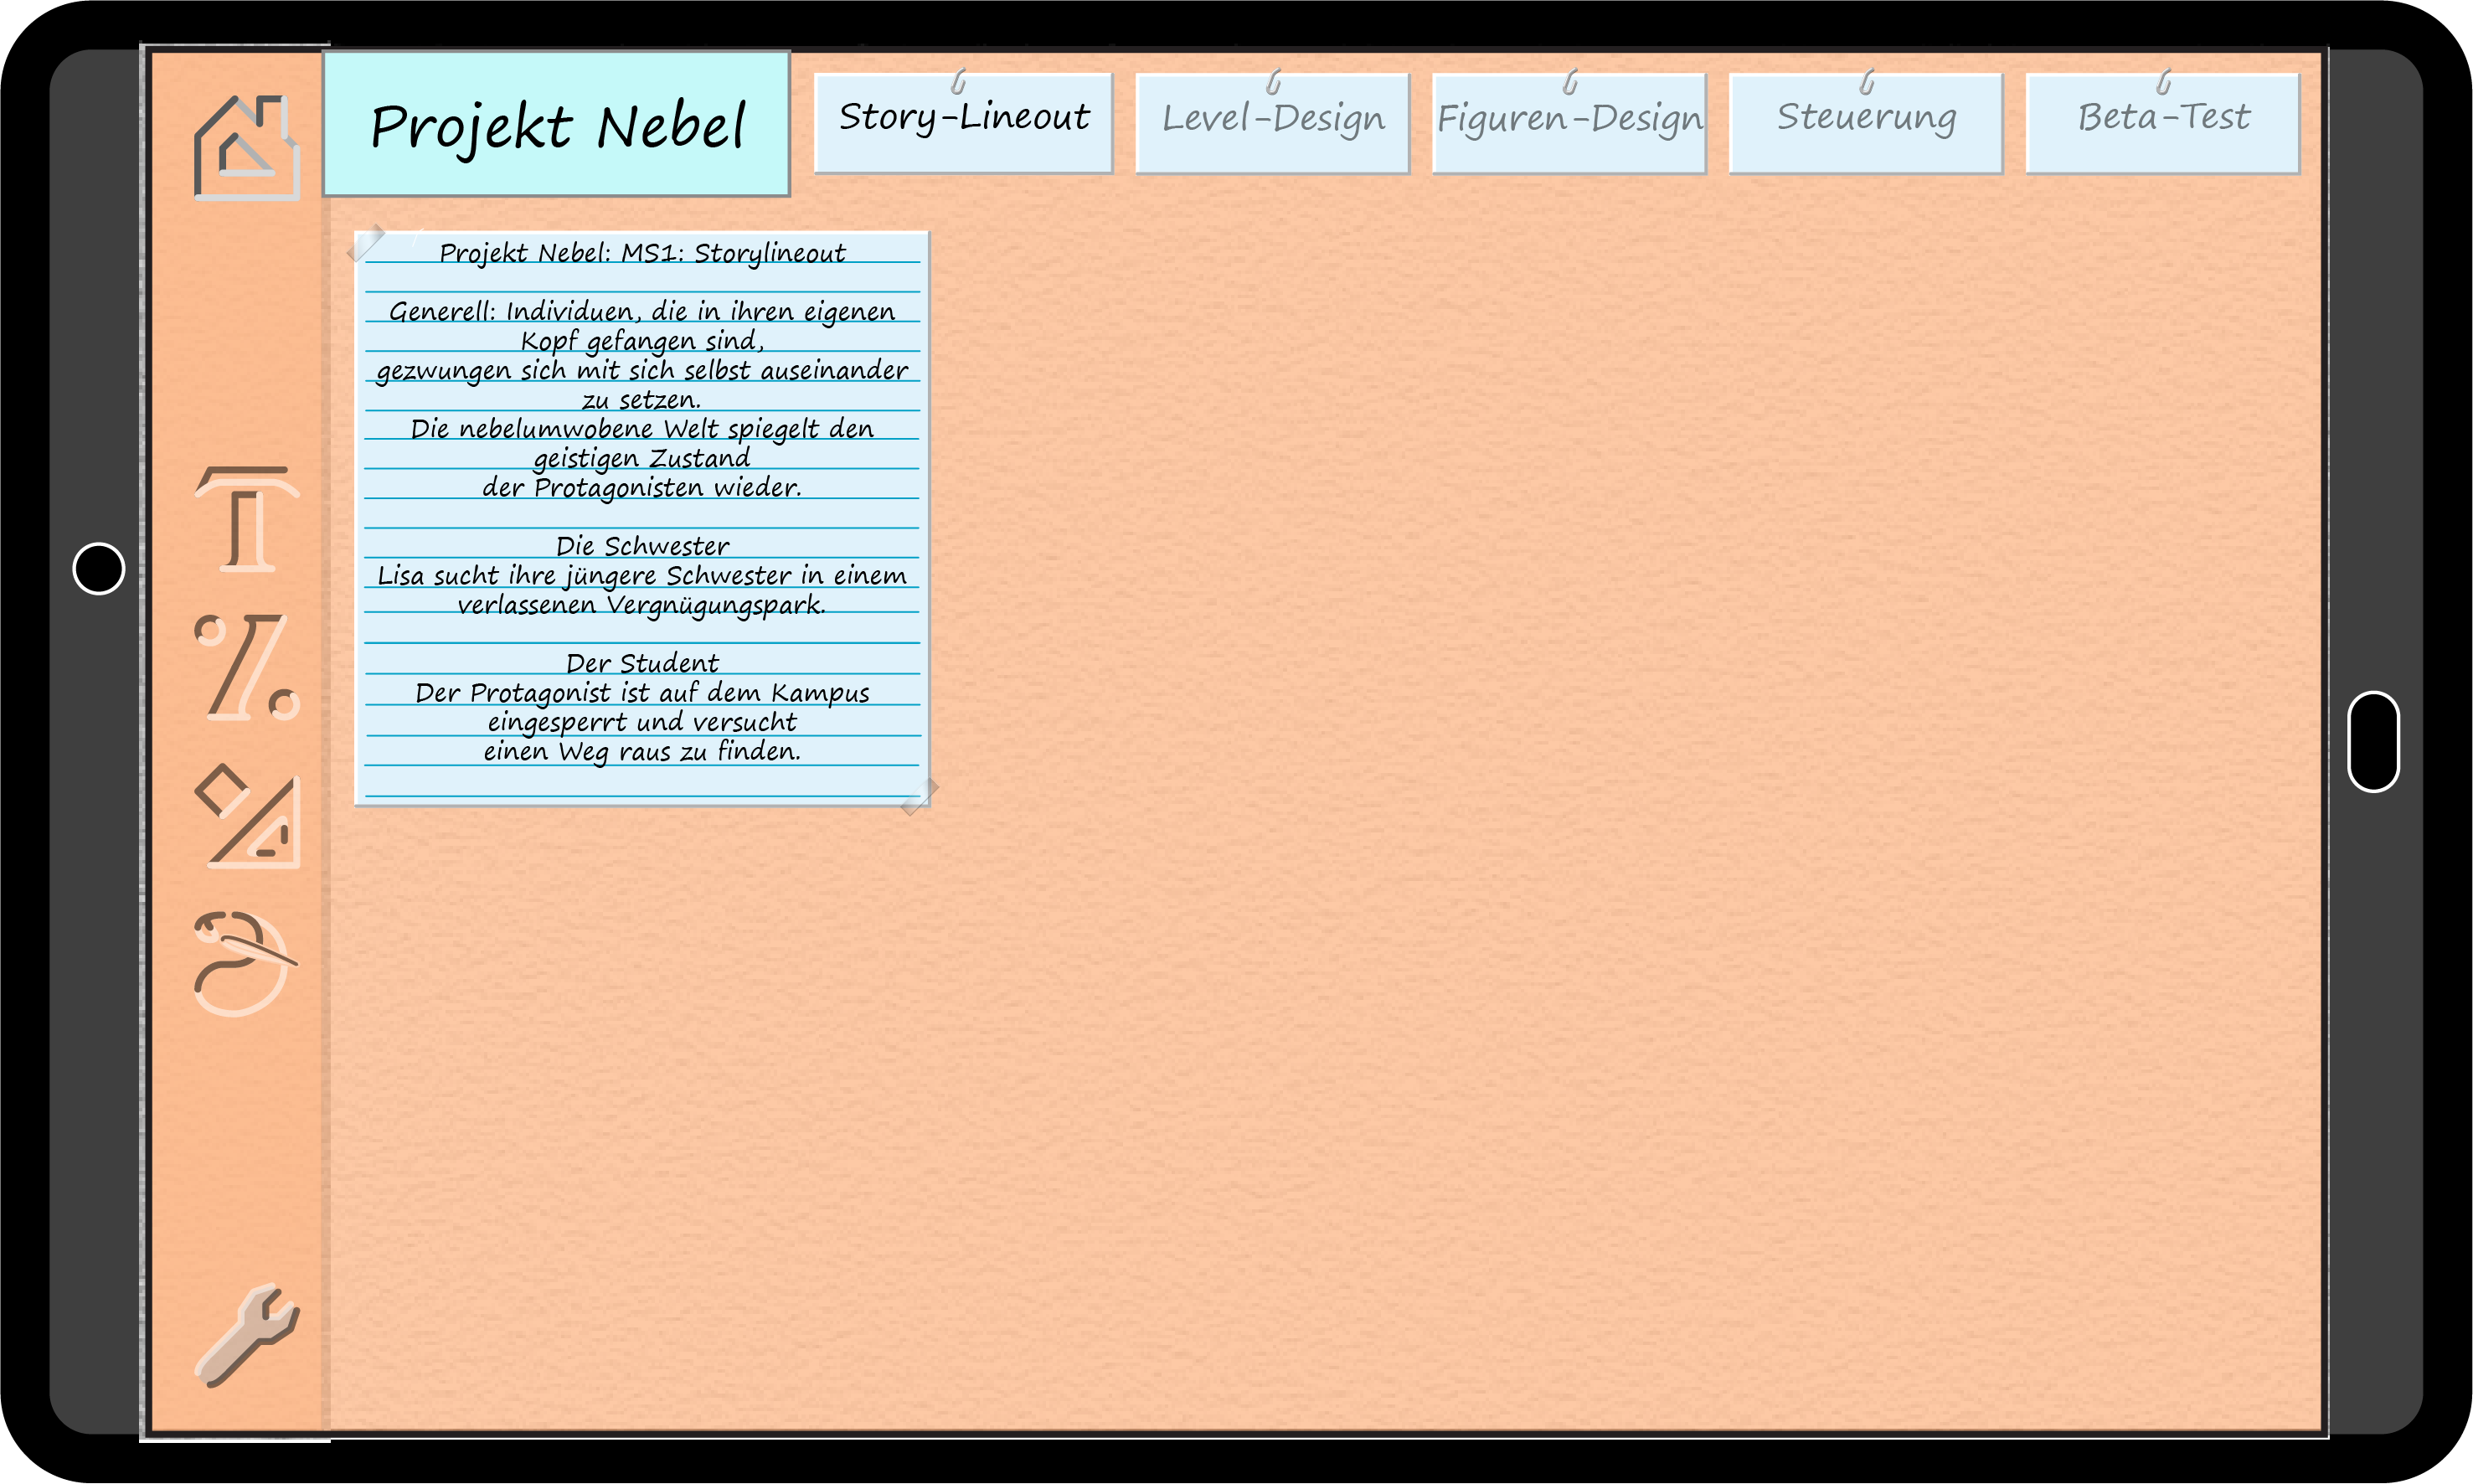 Projekt Nebel
Story-Lineout
Level-Design
Figuren-Design
Steuerung
Beta-Test
Projekt Nebel: MS1: Storylineout
Generell: Individuen, die in ihren eigenen
Kopf gefangen sind,
gezwungen sich mit sich selbst auseinander
zu setzen.
Die nebelumwobene Welt spiegelt den
geistigen Zustand
der Protagonisten wieder.
Die Schwester
Lisa sucht ihre jüngere Schwester in einem
verlassenen Vergnügungspark.
Der Student
Der Protagonist ist auf dem Kampus
eingesperrt und versucht
einen Weg raus zu finden.